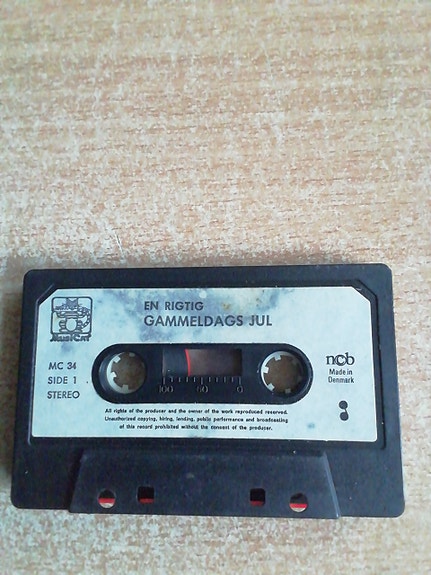 EN RIGTIG
GAMMELDAGS JUL
MusiCat
MC 34
SIDE 1
STEREO
ncb
Made in
Denmark
100 50 0
All rights of the producer and the owner of the work reproduced reserved.
Unauthorized copying, hiring, lending, public performance and broadcasting
of this record prohibited without the consent of the producer.